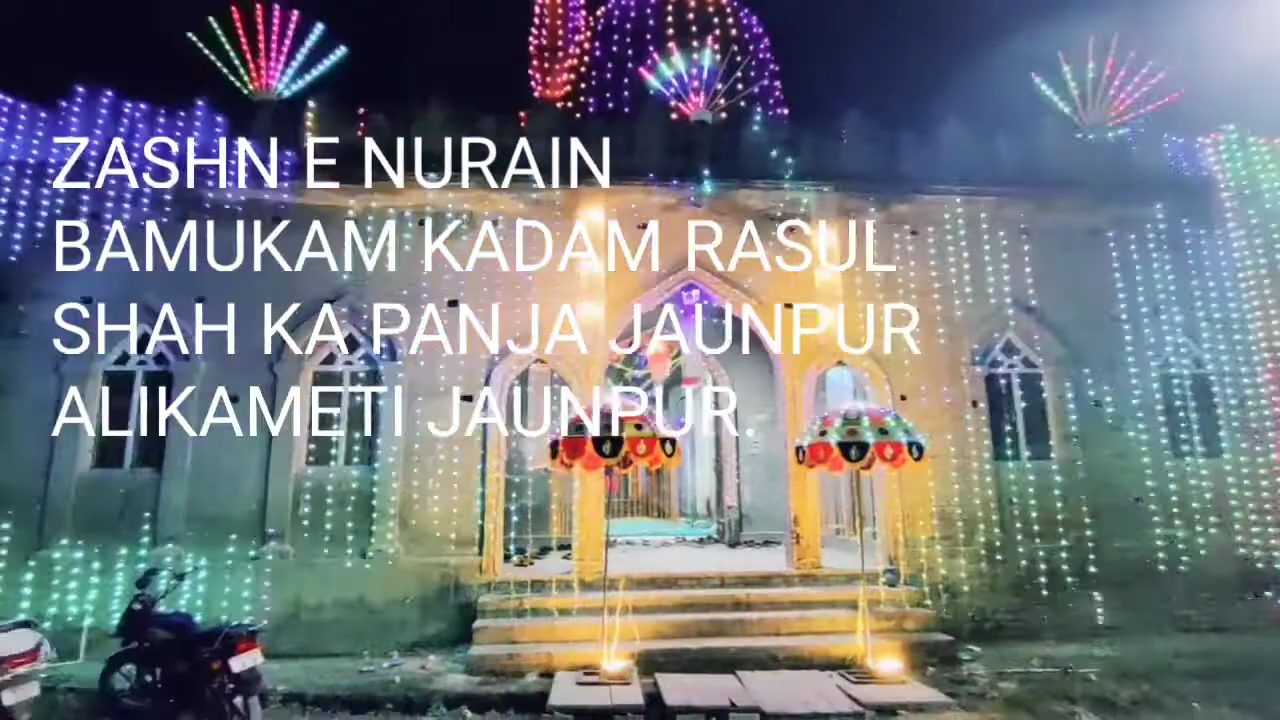 ZASHN E NURAIN
BAMUKAM KADAM RASUL
SHAH KA PANJA JAUNPUR
ALIKAMETI JAUNPUR.